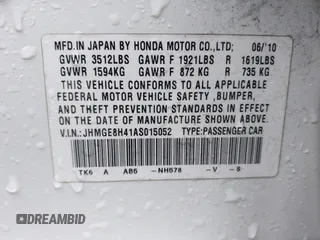 MFD. IN JAPAN BY HONDA MOTOR CO.,LTD. 06/'10
GVWR 3512LBS GAWR F 1921LBS R 1619LBS
GVWR 1594KG GAWR F 872 KG R 735 KG
THIS VEHICLE CONFORMS TO ALL APPLICABLE
FEDERAL MOTOR VEHICLE SAFETY ,BUMPER,
AND THEFT PREVENTION STANDARDS IN EFFECT ON
THE DATE OF MANUFACTURE SHOWN ABOVE.
V.I.N.: JHMGE8H41AS015052 TYPE:PASSENGER CAR
TK6 A AB5 -NH578 -V -S
DREAMBID